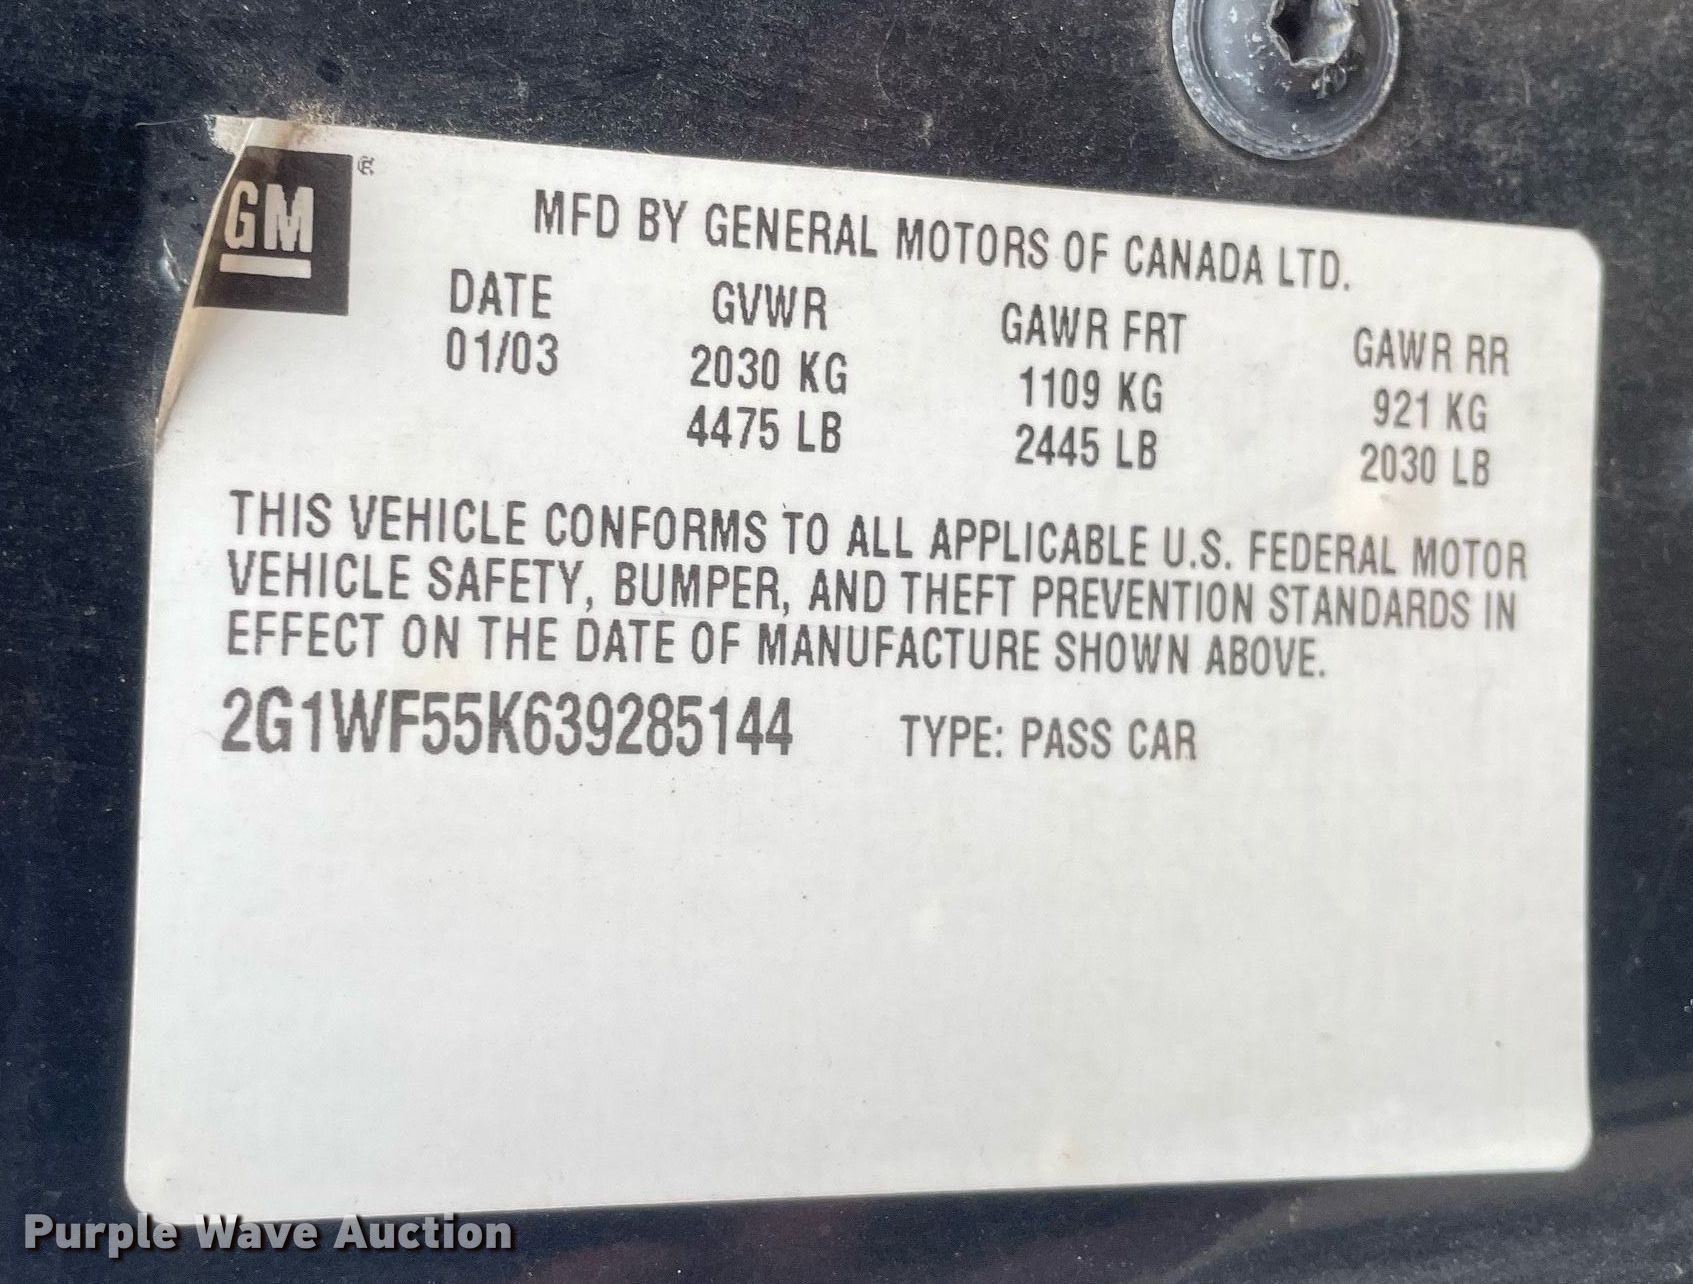 GM
MFD BY GENERAL MOTORS OF CANADA LTD.
DATE GVWR GAWR FRT GAWR RR
01/03 2030 KG 1109 KG 921 KG
4475 LB 2445 LB 2030 LB
THIS VEHICLE CONFORMS TO ALL APPLICABLE U.S. FEDERAL MOTOR
VEHICLE SAFETY, BUMPER, AND THEFT PREVENTION STANDARDS IN
EFFECT ON THE DATE OF MANUFACTURE SHOWN ABOVE.
2G1WF55K639285144 TYPE: PASS CAR
Purple Wave Auction